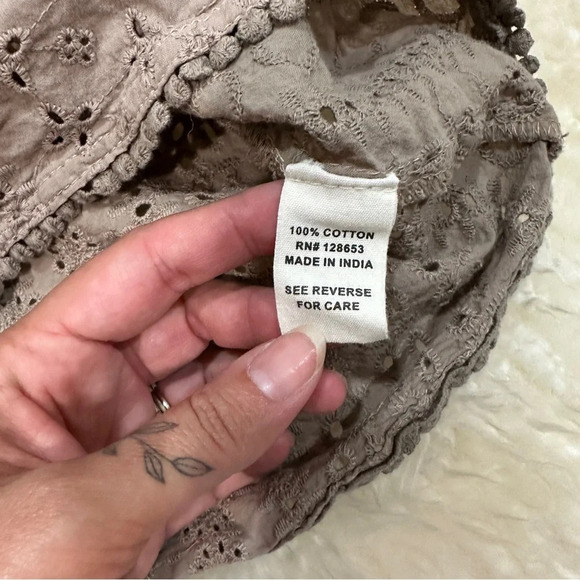 100% COTTON
RN# 128653
MADE IN INDIA
SEE REVERSE
FOR CARE